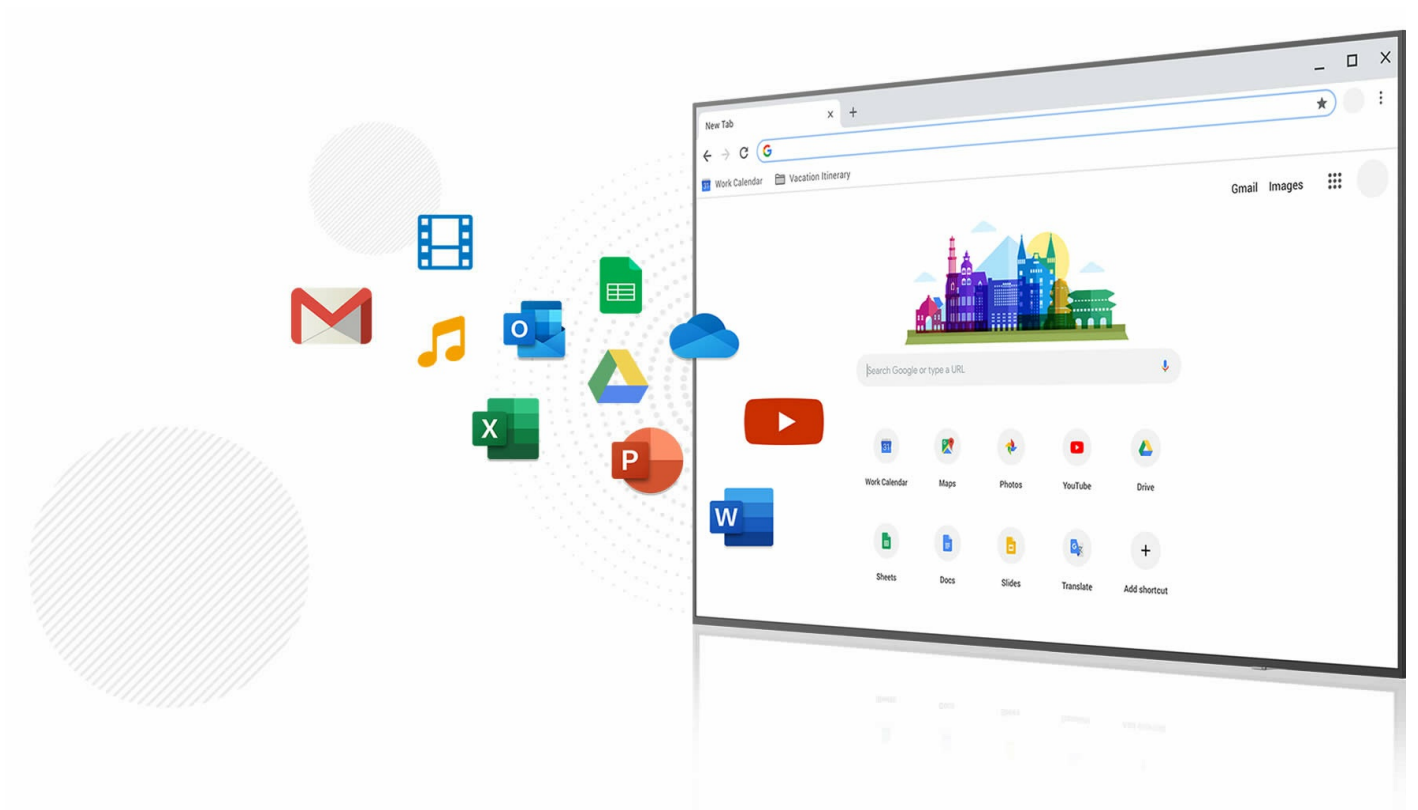 New Tab
Work Calendar
Vacation Itinerary
Gmail Images
O
X
P
W
Search Google or type a URL
Work Calendar Maps Photos YouTube Drive
Sheets Docs Slides Translate Add shortcut